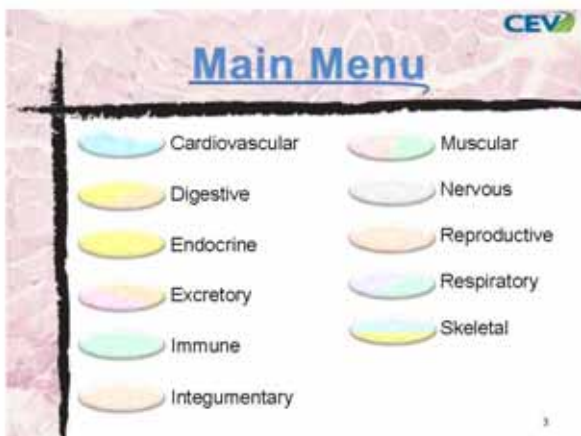 CEV
Main Menu
Cardiovascular
Digestive
Endocrine
Excretory
Immune
Integumentary
Muscular
Nervous
Reproductive
Respiratory
Skeletal
3